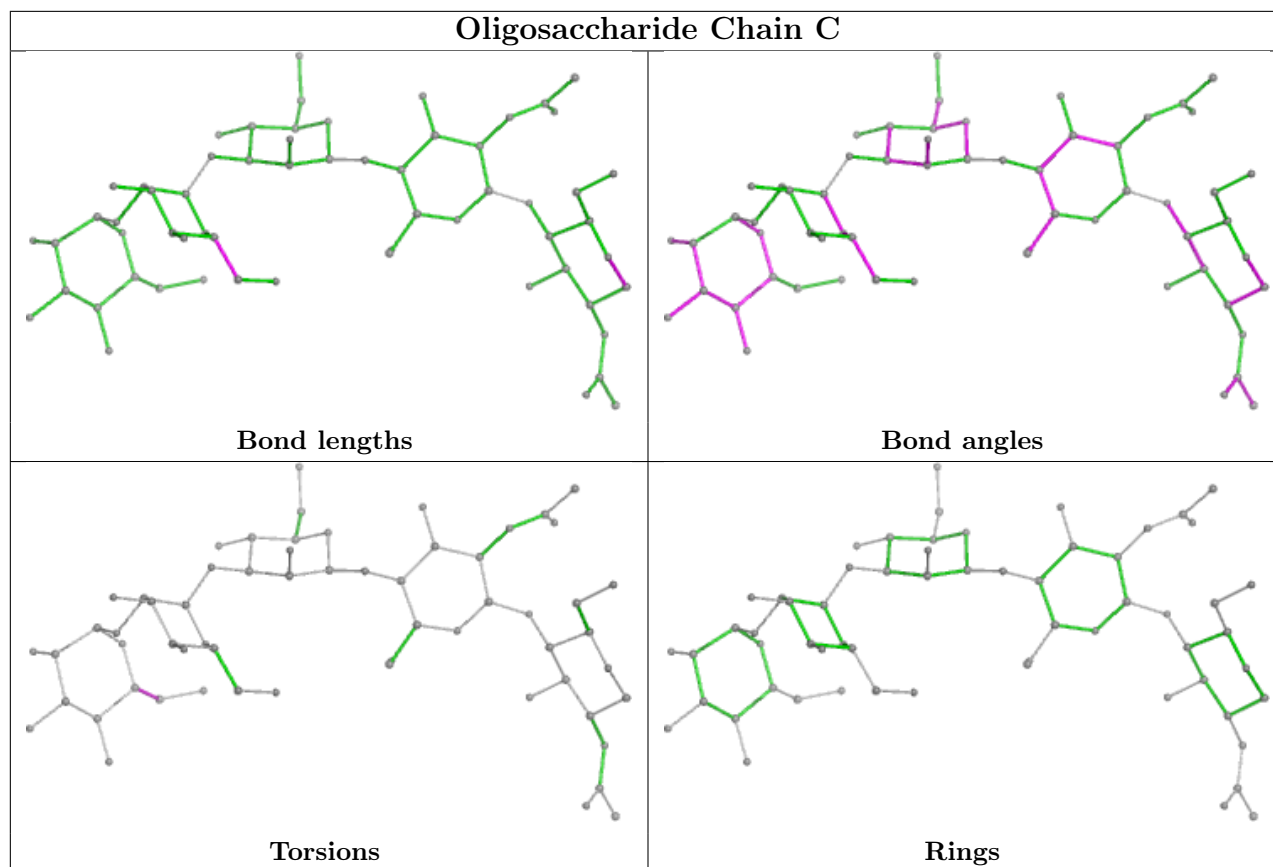 Oligosaccharide Chain C
Bond lengths
Bond angles
Torsions
Rings